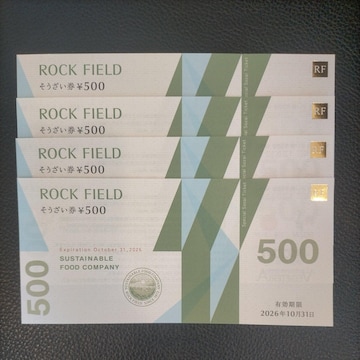 ROCK FIELD
そうざい券 ¥500
RF
ROCK FIELD
そうざい券 ¥500
RF
ROCK FIELD
そうざい券 ¥500
ROCK FIELD
そうざい券 ¥500
Expiration October 31, 2026
SUSTAINABLE
FOOD COMPANY
500
500
有効期限
2026年10月31日